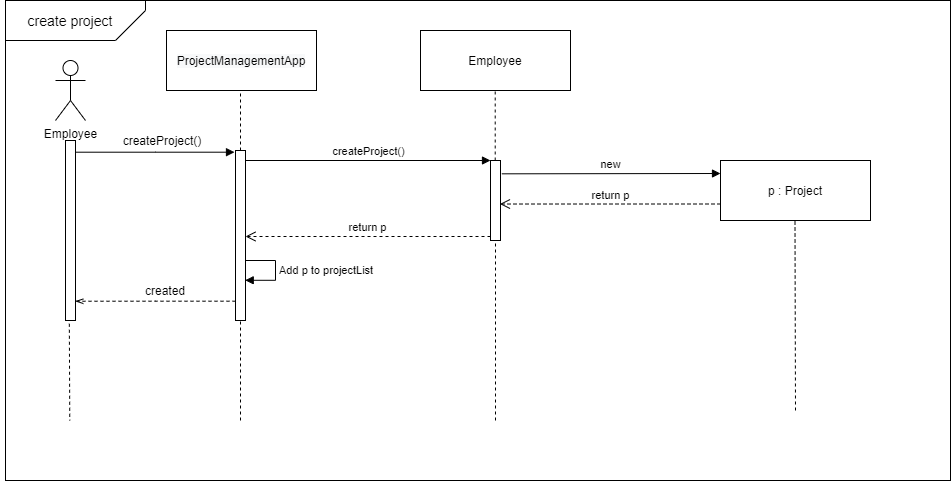 create project
ProjectManagementApp
Employee
Employee
createProject()
createProject()
new
p : Project
return p
return p
Add p to projectList
created